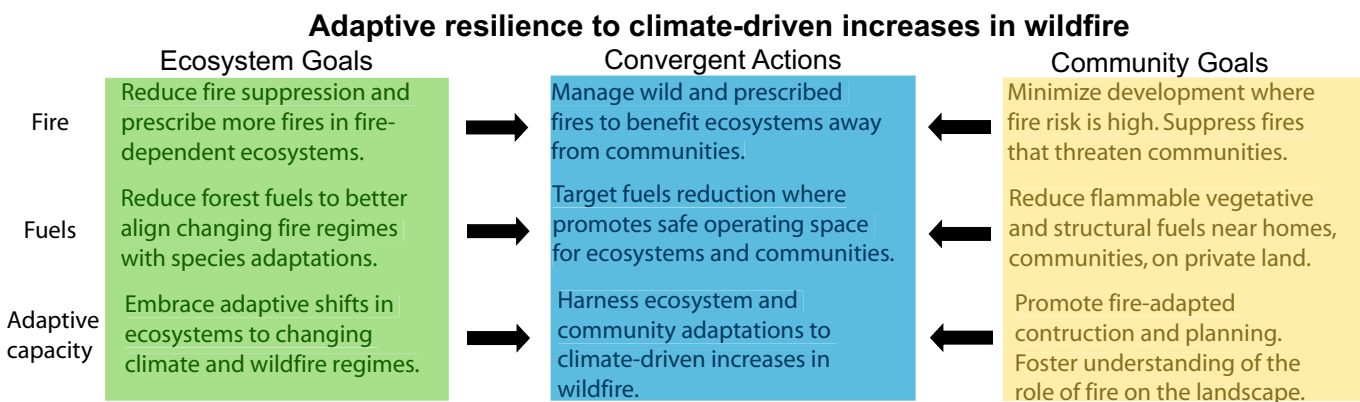 Adaptive resilience to climate-driven increases in wildfire
Ecosystem Goals
Convergent Actions
Community Goals
Fire
Reduce fire suppression and
prescribe more fires in fire-
dependent ecosystems.
Manage wild and prescribed
fires to benefit ecosystems away
from communities.
Minimize development where
fire risk is high. Suppress fires
that threaten communities.
Fuels
Reduce forest fuels to better
align changing fire regimes
with species adaptations.
Target fuels reduction where
promotes safe operating space
for ecosystems and communities.
Reduce flammable vegetative
and structural fuels near homes,
communities, on private land.
Adaptive
capacity
Embrace adaptive shifts in
ecosystems to changing
climate and wildfire regimes.
Harness ecosystem and
community adaptations to
climate-driven increases in
wildfire.
Promote fire-adapted
contruction and planning.
Foster understanding of the
role of fire on the landscape.